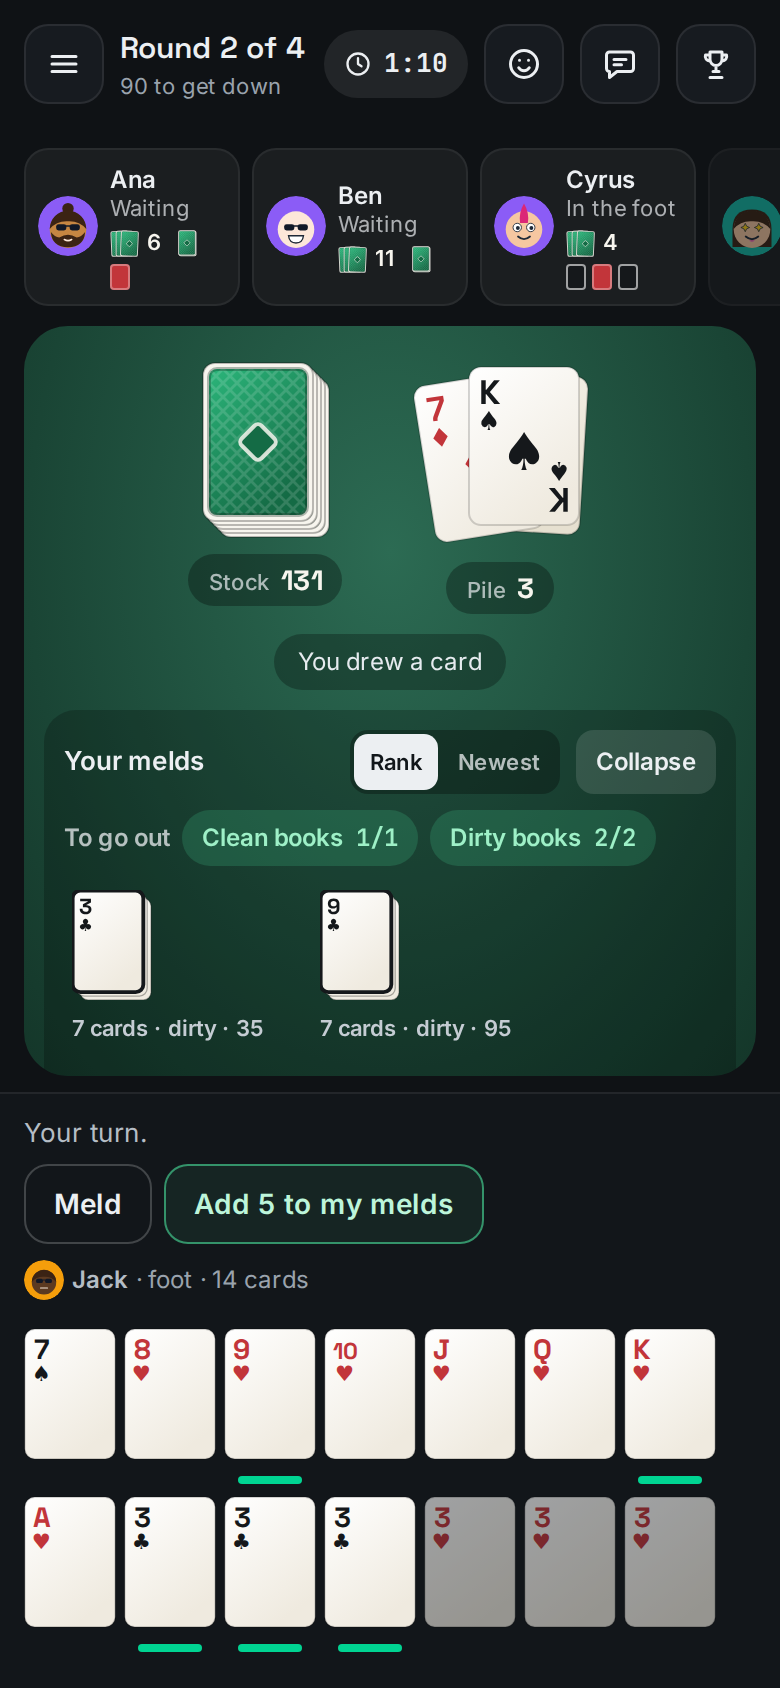 Round 2 of 4
90 to get down
1:10
Ana
Waiting
6
Ben
Waiting
11
Cyrus
In the foot
4
7
K
K
Stock 131
Pile 3
You drew a card
Your melds
Rank
Newest
Collapse
To go out
Clean books 1/1
Dirty books 2/2
3
9
7 cards · dirty · 35
7 cards · dirty · 95
Your turn.
Meld
Add 5 to my melds
Jack · foot · 14 cards
7 8 9 10 J Q K
A 3 3 3 3 3 3